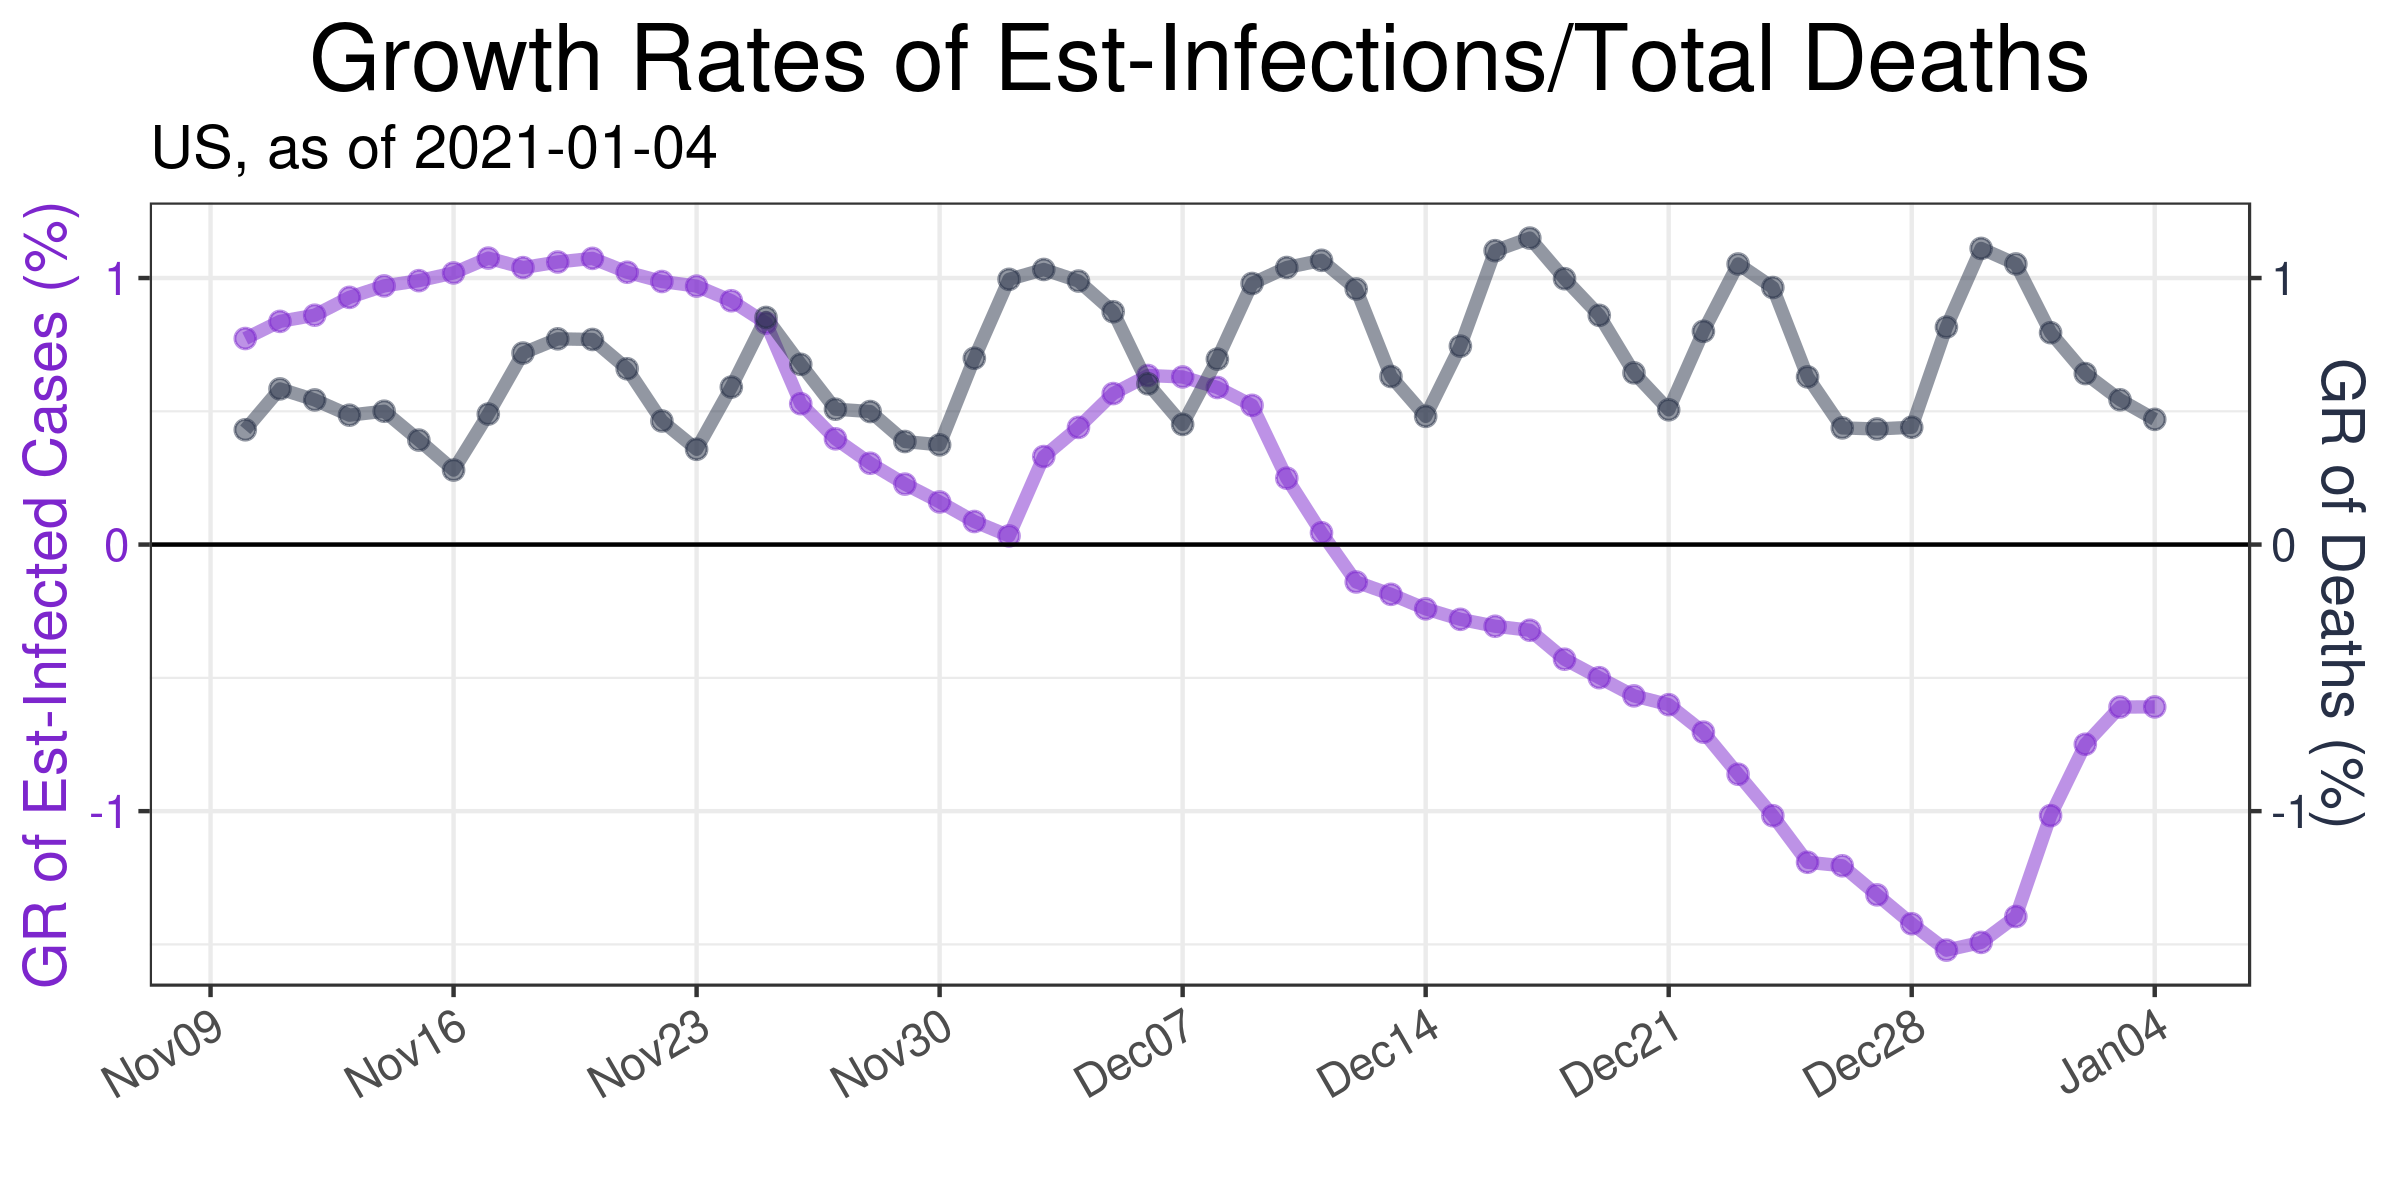 Growth Rates of Est-Infections/Total Deaths
US, as of 2021-01-04
GR of Est-Infected Cases (%)
1
0
-1
1
0
-1
GR of Deaths (%)
Nov09
Nov16
Nov23
Nov30
Dec07
Dec14
Dec21
Dec28
Jan04